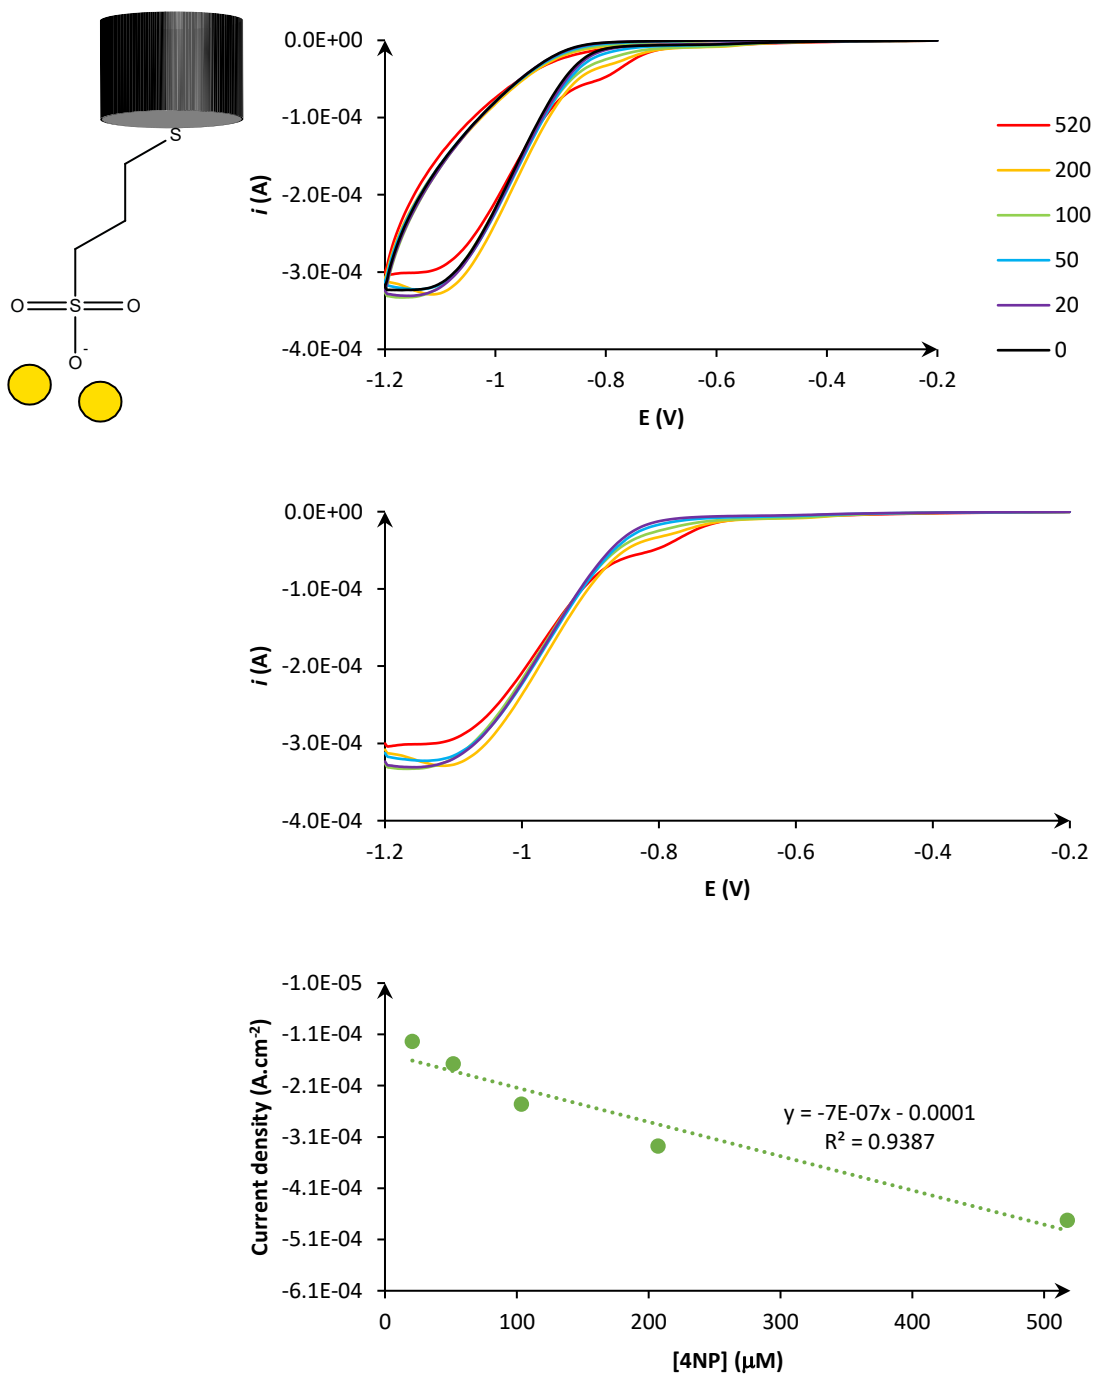 S
O
S
O
O
-
0.0E+00
-1.0E-04
-2.0E-04
-3.0E-04
-4.0E-04
i (A)
-1.2
-1
-0.8
-0.6
-0.4
-0.2
E (V)
520
200
100
50
20
0
0.0E+00
-1.0E-04
-2.0E-04
-3.0E-04
-4.0E-04
i (A)
-1.2
-1
-0.8
-0.6
-0.4
-0.2
E (V)
-1.0E-05
-1.1E-04
-2.1E-04
-3.1E-04
-4.1E-04
-5.1E-04
-6.1E-04
Current density (A.cm-2)
y = -7E-07x - 0.0001
R² = 0.9387
0
100
200
300
400
500
[4NP] (µM)